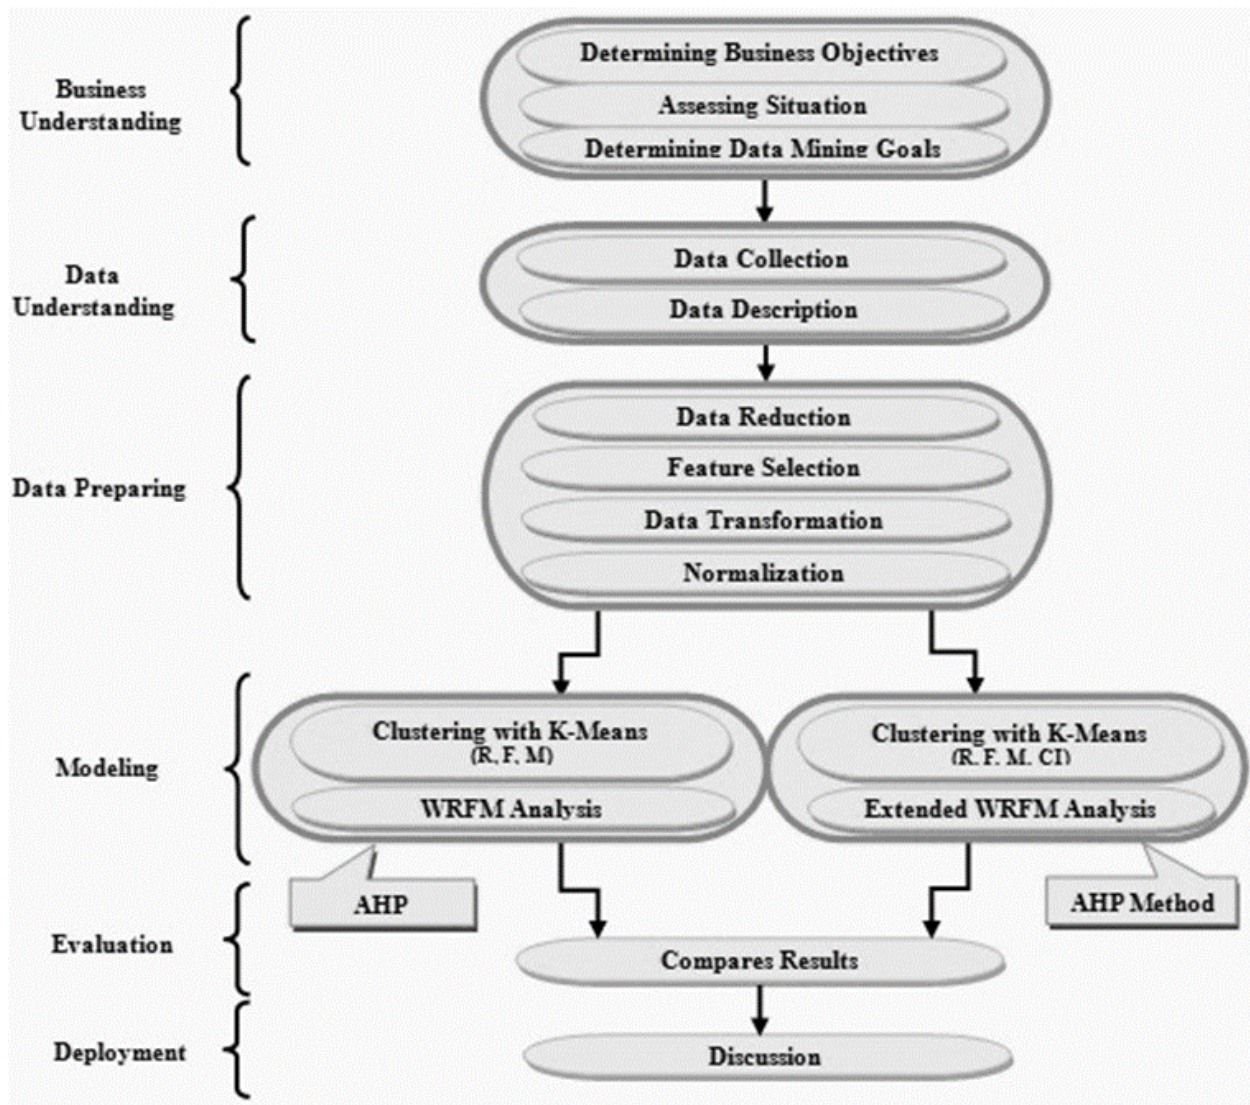 Business
Understanding
Determining Business Objectives
Assessing Situation
Determining Data Mining Goals
Data
Understanding
Data Collection
Data Description
Data Preparing
Data Reduction
Feature Selection
Data Transformation
Normalization
Modeling
Clustering with K-Means
(R, F, M)
WRFM Analysis
Clustering with K-Means
(R, F, M, CI)
Extended WRFM Analysis
AHP
AHP Method
Evaluation
Compares Results
Deployment
Discussion